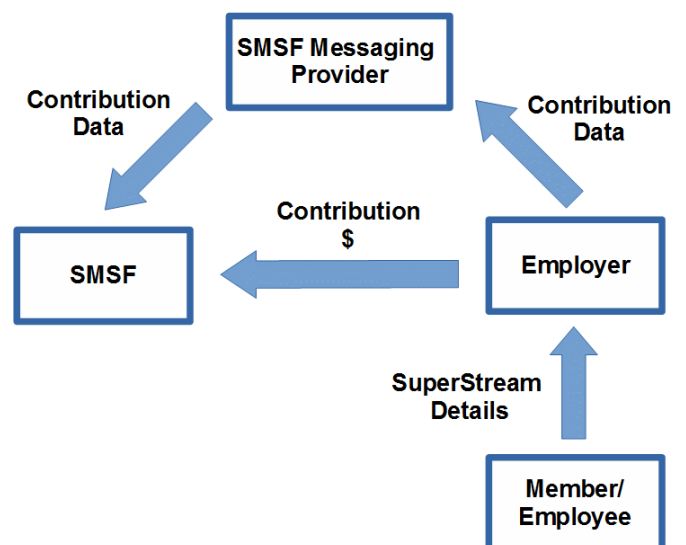 SMSF Messaging
Provider
Contribution
Data
Contribution
Data
Contribution
$
SMSF
Employer
SuperStream
Details
Member/
Employee